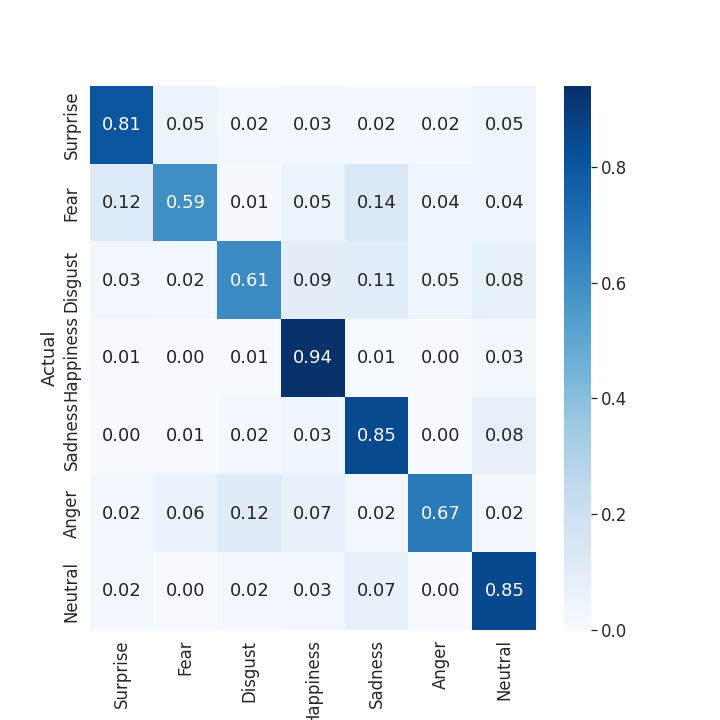 Surprise 0.81 0.05 0.02 0.03 0.02 0.02 0.05
Fear 0.12 0.59 0.01 0.05 0.14 0.04 0.04
Disgust 0.03 0.02 0.61 0.09 0.11 0.05 0.08
Happiness 0.01 0.00 0.01 0.94 0.01 0.00 0.03
Sadness 0.00 0.01 0.02 0.03 0.85 0.00 0.08
Anger 0.02 0.06 0.12 0.07 0.02 0.67 0.02
Neutral 0.02 0.00 0.02 0.03 0.07 0.00 0.85
Actual
Surprise Fear Disgust Happiness Sadness Anger Neutral
0.8
0.6
0.4
0.2
0.0